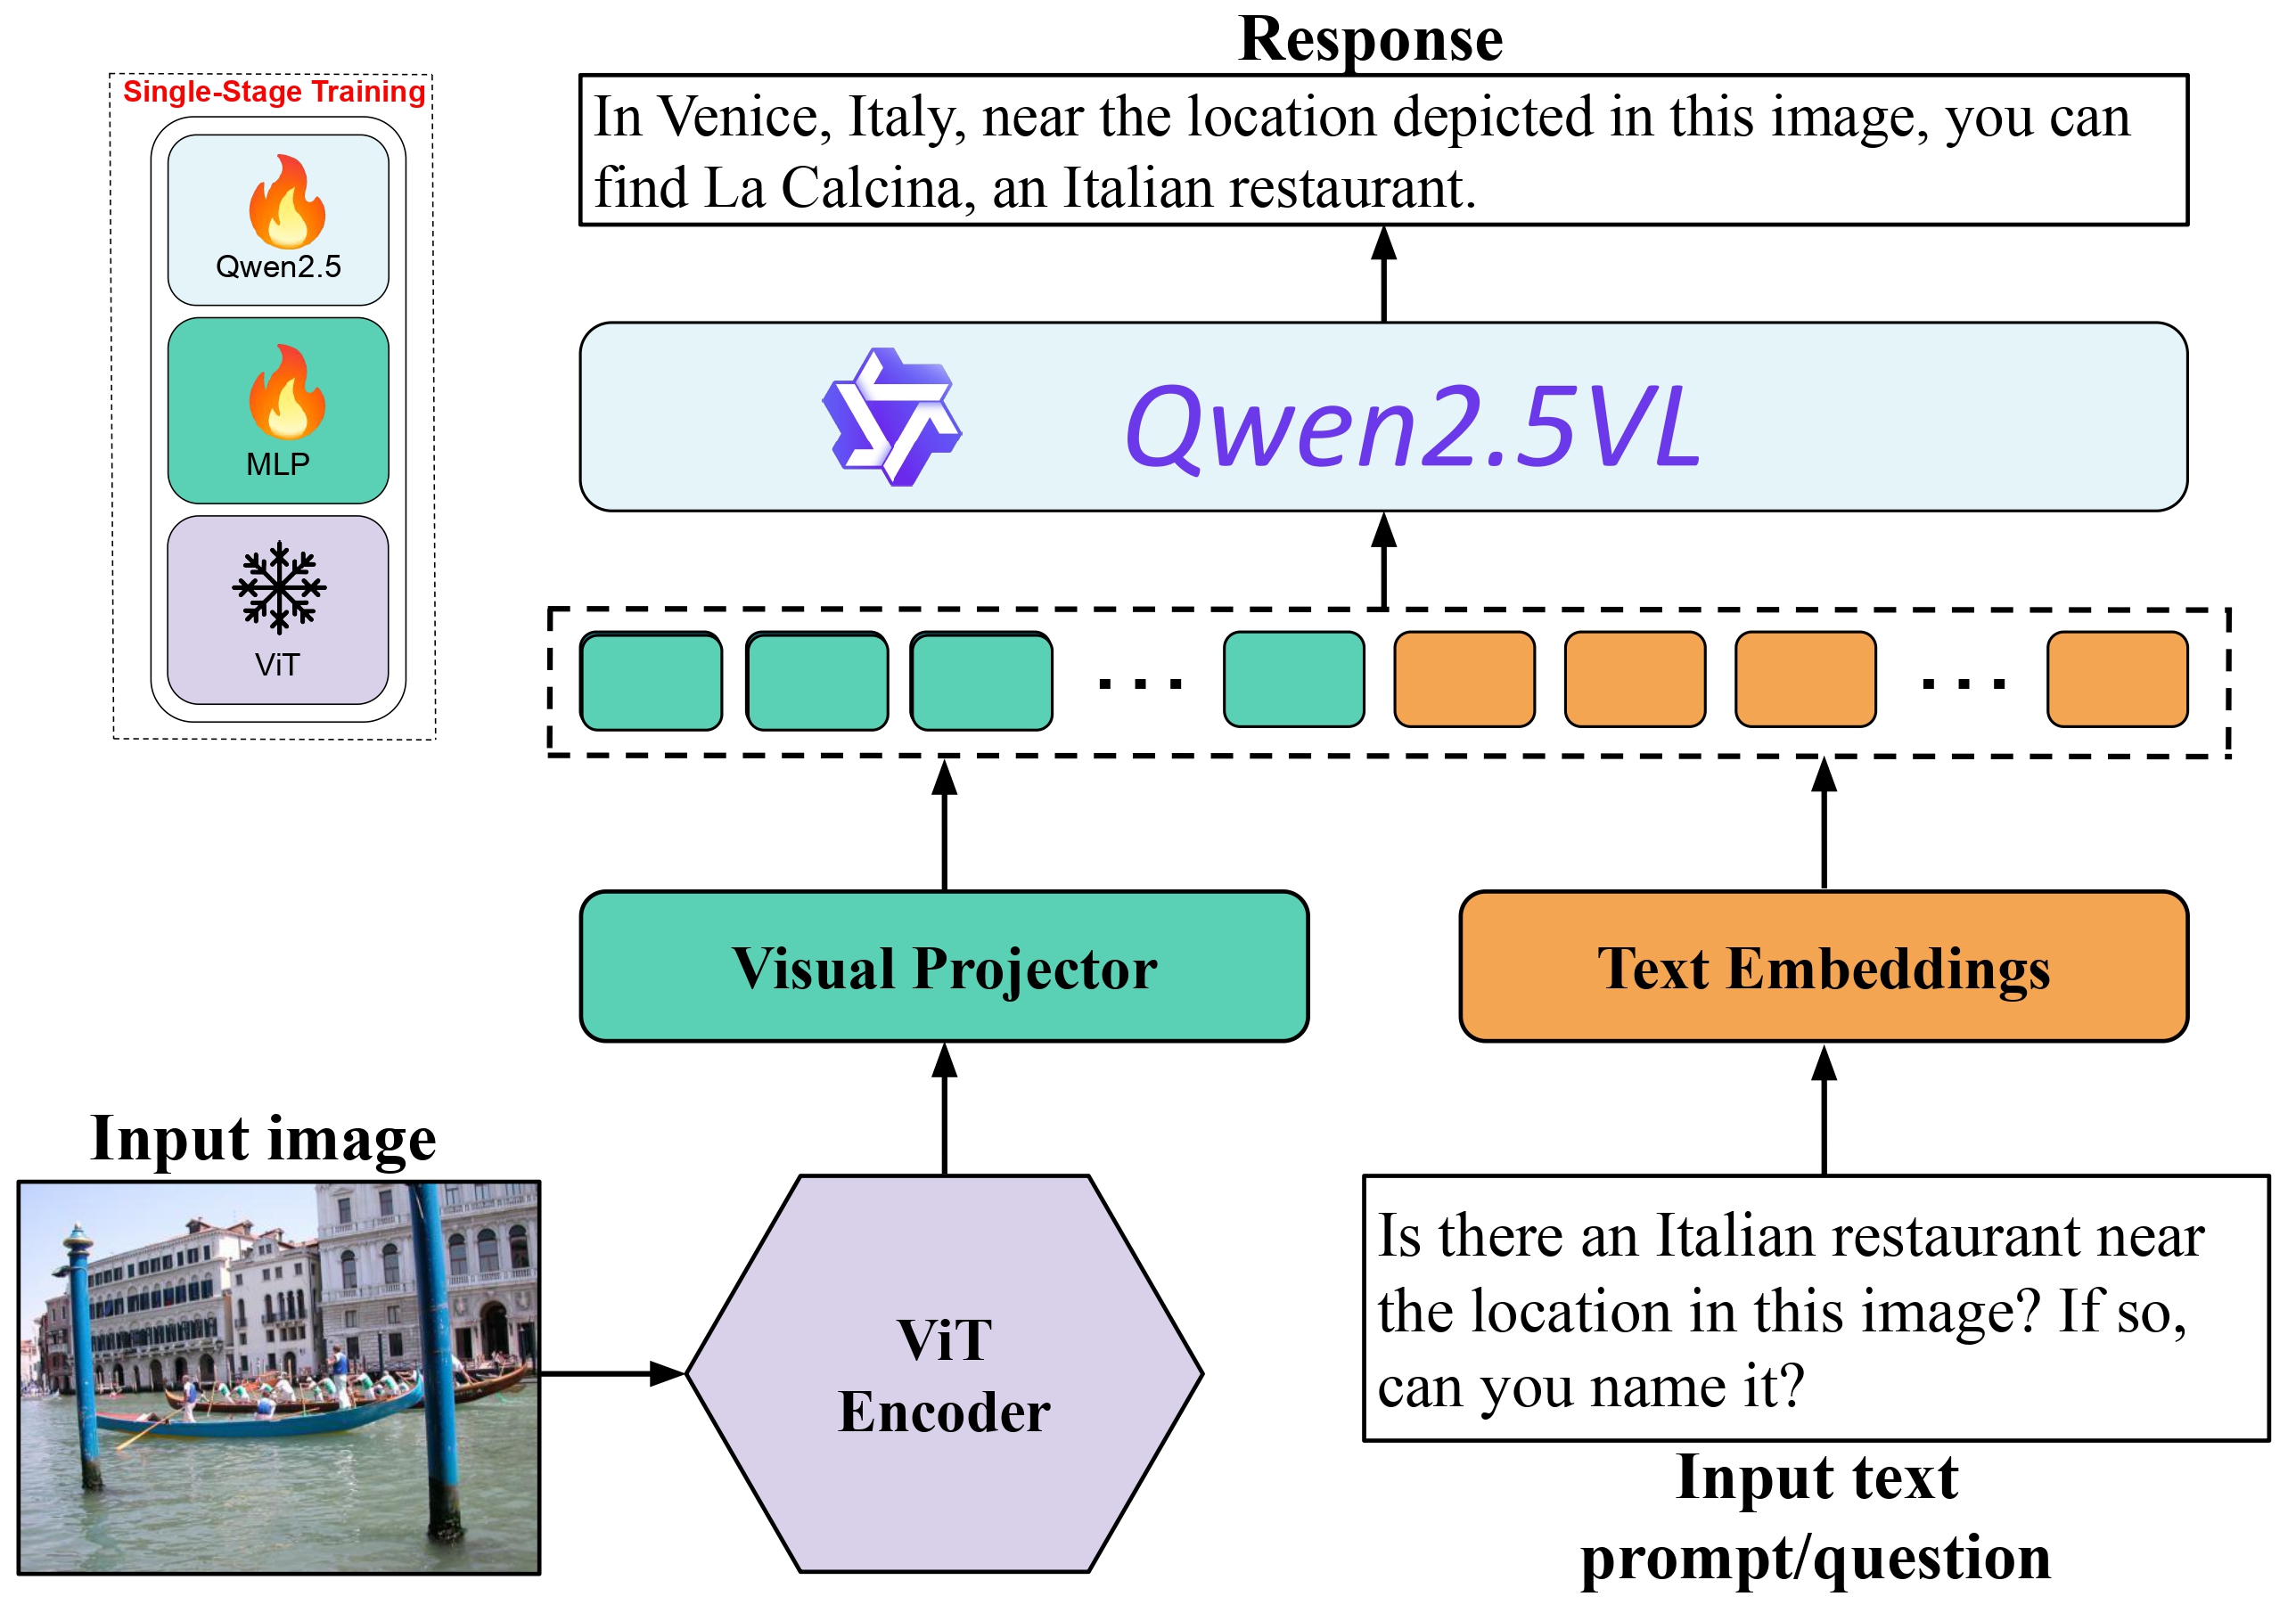 Response
Single-Stage Training
In Venice, Italy, near the location depicted in this image, you can
find La Calcina, an Italian restaurant.
Qwen2.5
Qwen2.5VL
MLP
ViT
Visual Projector
Text Embeddings
Input image
ViT
Encoder
Is there an Italian restaurant near
the location in this image? If so,
can you name it?
Input text
prompt/question